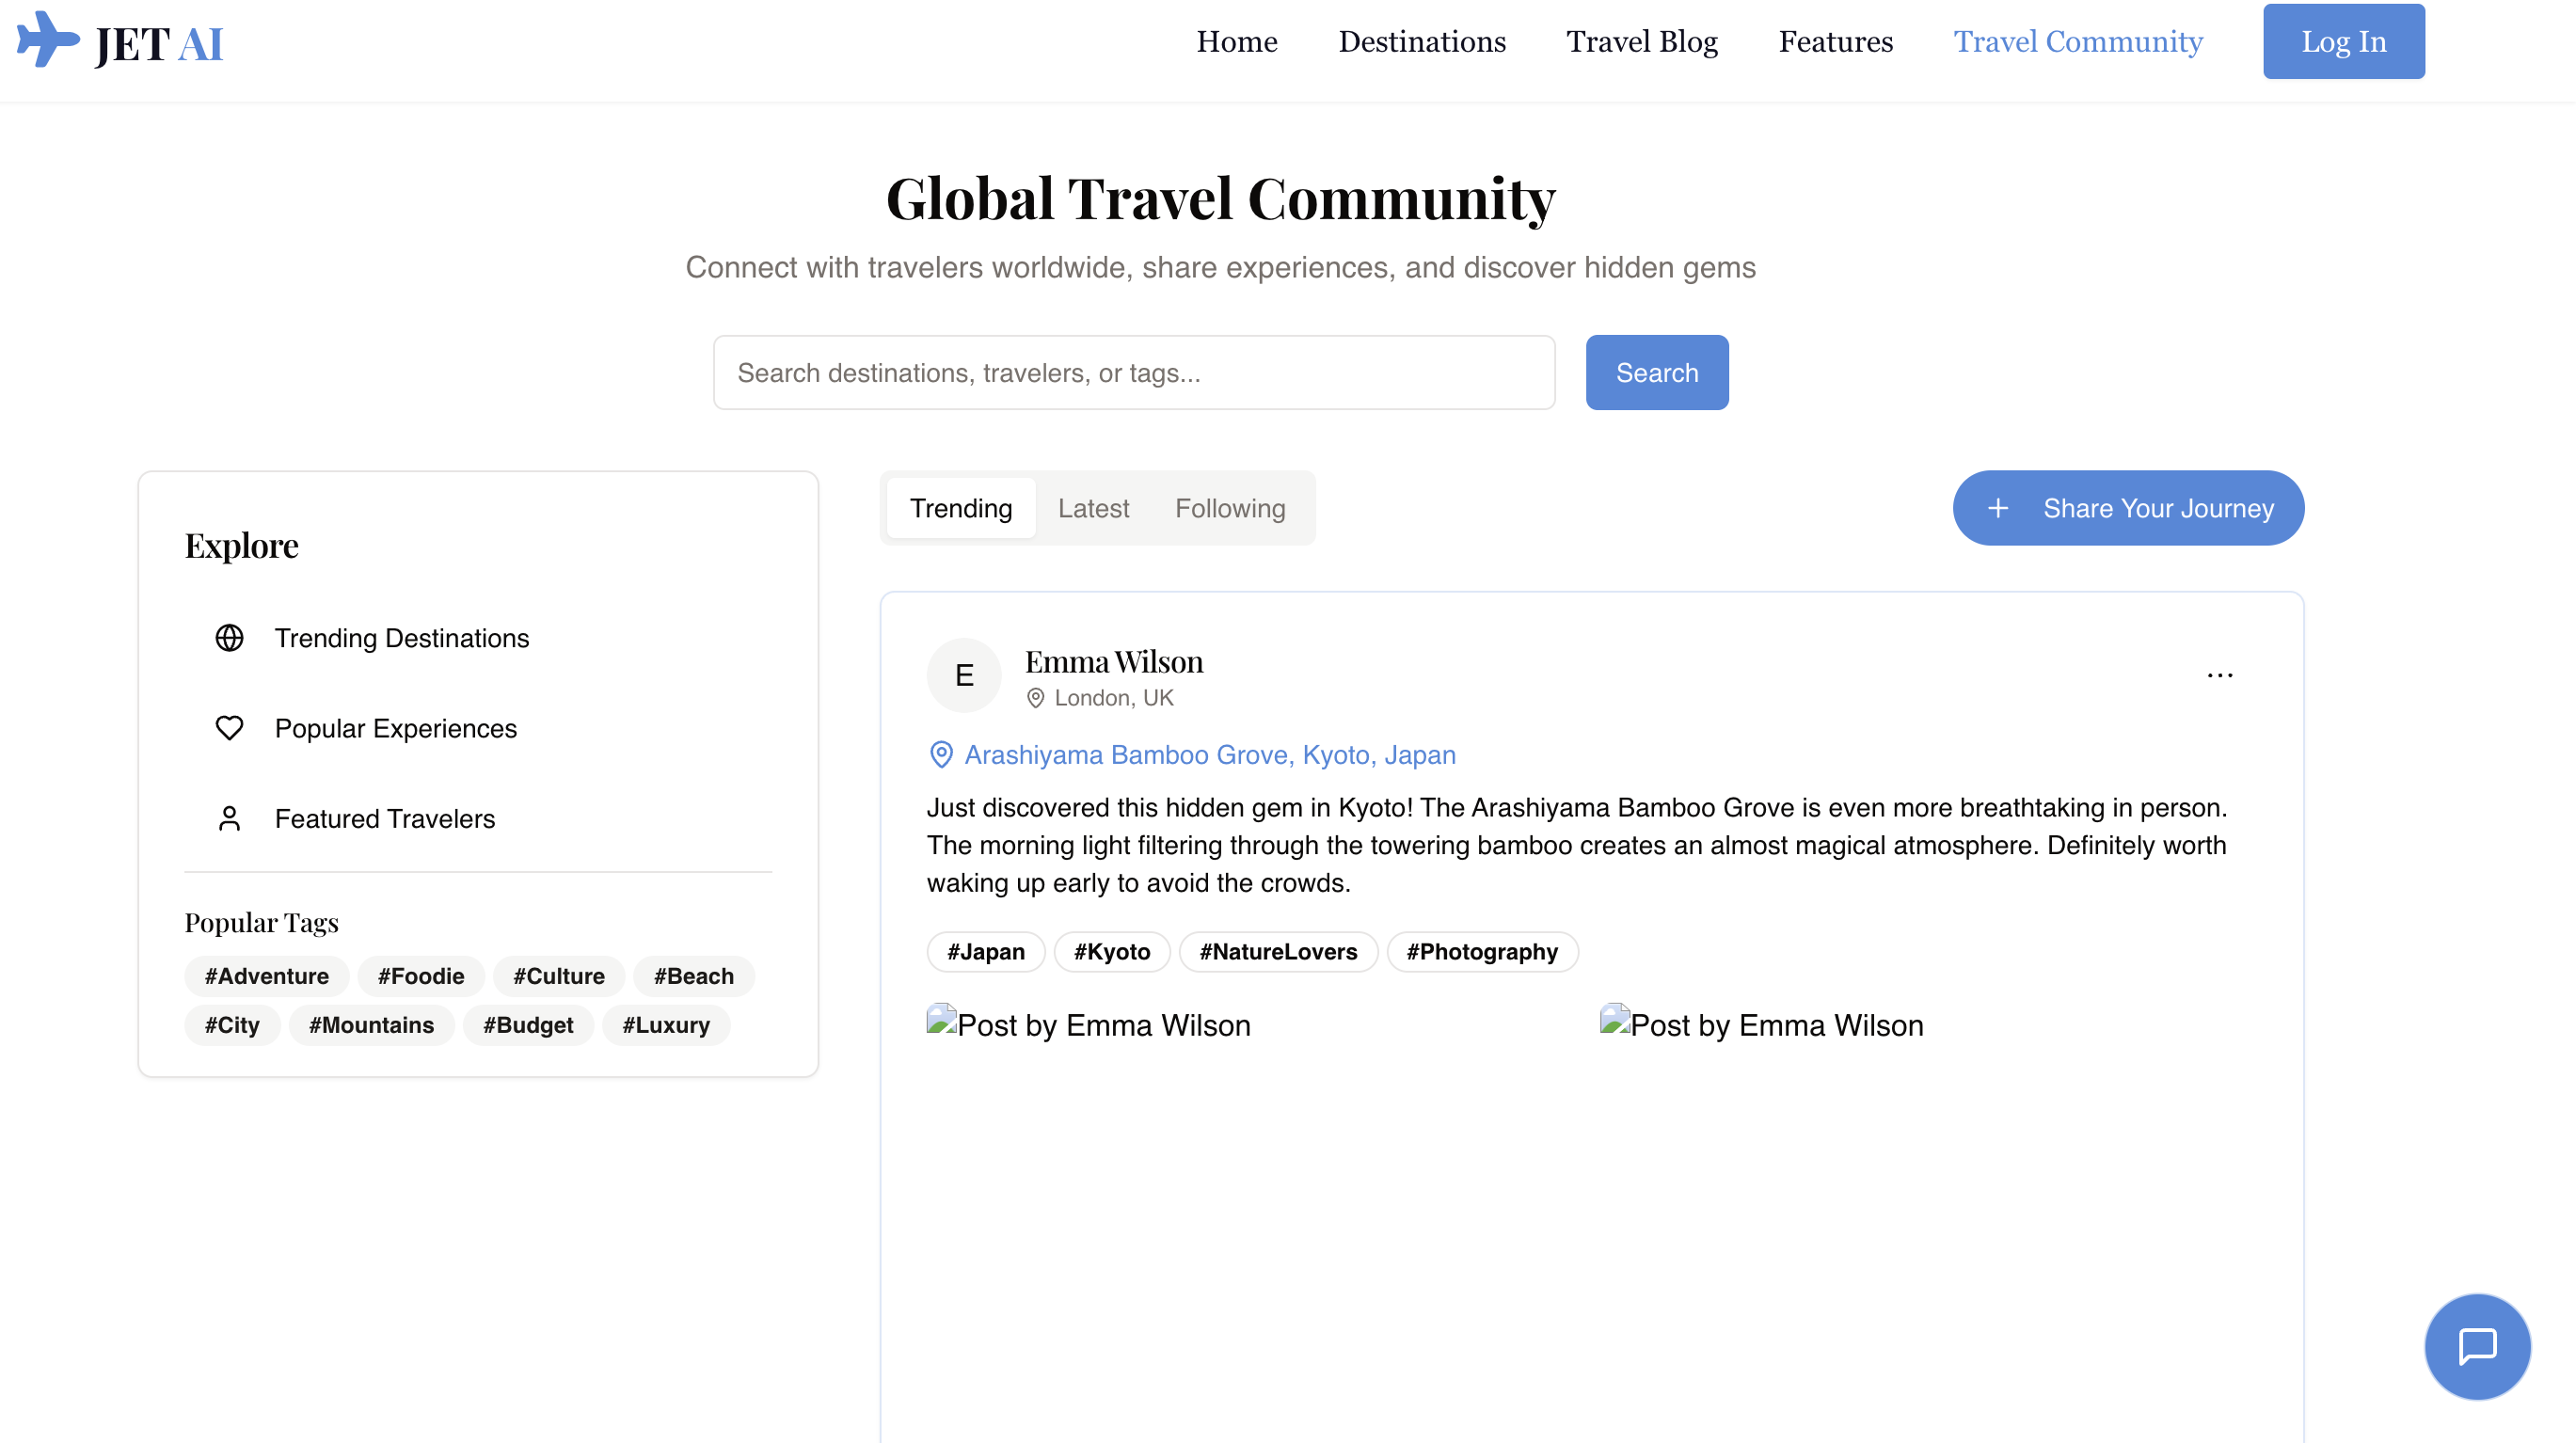 JET AI
Home Destinations Travel Blog Features Travel Community Log In
Global Travel Community
Connect with travelers worldwide, share experiences, and discover hidden gems
Search destinations, travelers, or tags...
Search
Explore
Trending Destinations
Popular Experiences
Featured Travelers
Popular Tags
#Adventure #Foodie #Culture #Beach
#City #Mountains #Budget #Luxury
Trending Latest Following
+ Share Your Journey
E
Emma Wilson
London, UK
...
Arashiyama Bamboo Grove, Kyoto, Japan
Just discovered this hidden gem in Kyoto! The Arashiyama Bamboo Grove is even more breathtaking in person.
The morning light filtering through the towering bamboo creates an almost magical atmosphere. Definitely worth
waking up early to avoid the crowds.
#Japan #Kyoto #NatureLovers #Photography
Post by Emma Wilson
Post by Emma Wilson